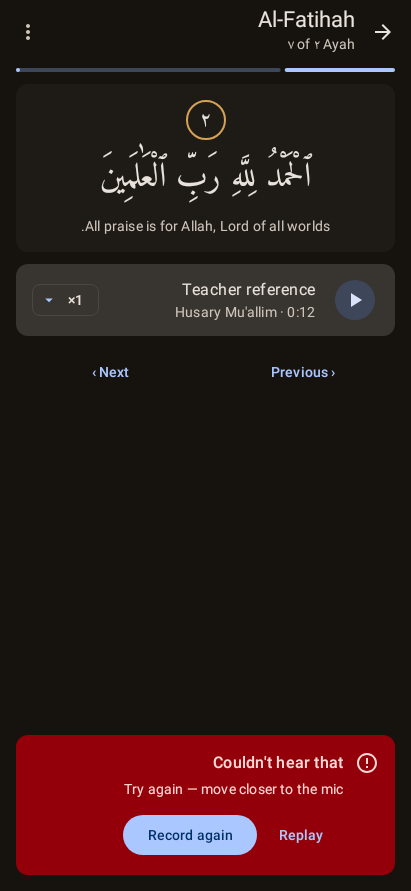 Al-Fatihah
Ayah ٢ of ٧
٢
ٱلْحَمْدُ لِلَّهِ رَبِّ ٱلْعَٰلَمِينَ
All praise is for Allah, Lord of all worlds.
Teacher reference
Husary Mu'allim · 0:12
×1
Previous ›
‹ Next
Couldn't hear that
Try again — move closer to the mic
Replay
Record again